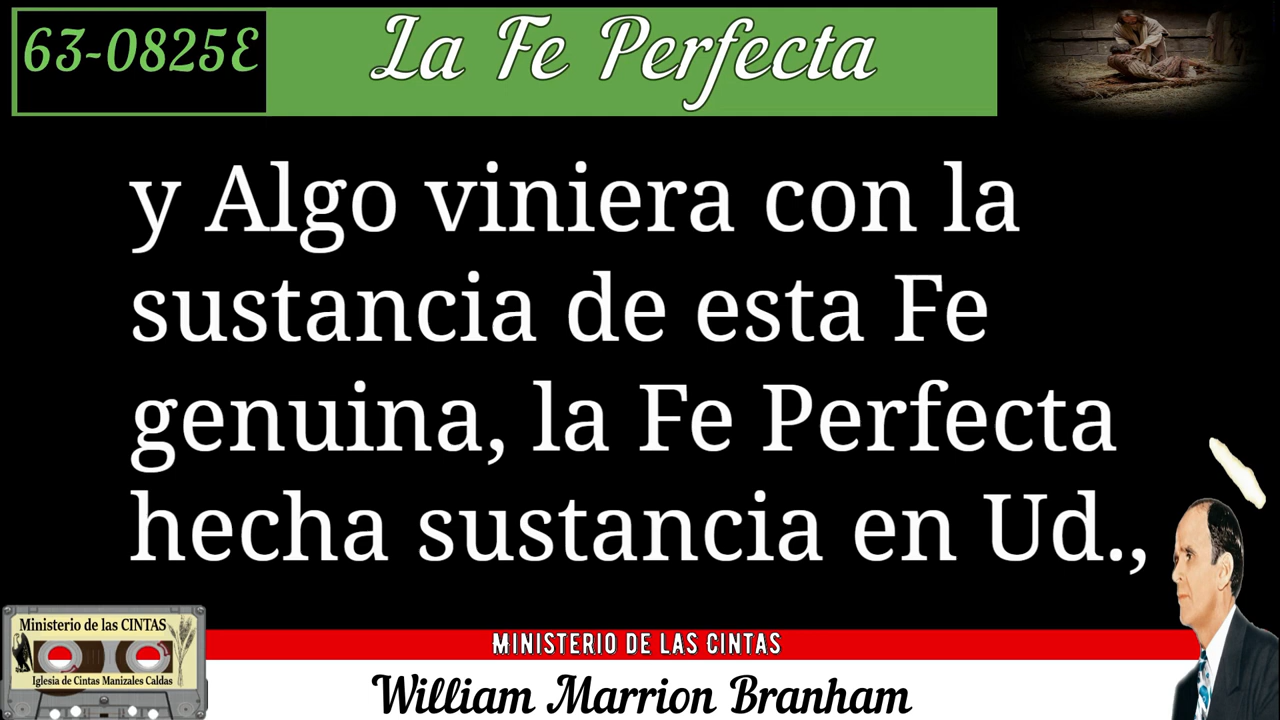 63-0825E
La Fe Perfecta
y Algo viniera con la
sustancia de esta Fe
genuina, la Fe Perfecta
hecha sustancia en Ud.,
Ministerio de las CINTAS
Iglesia de Cintas Manizales Caldas
MINISTERIO DE LAS CINTAS
William Marrion Branham